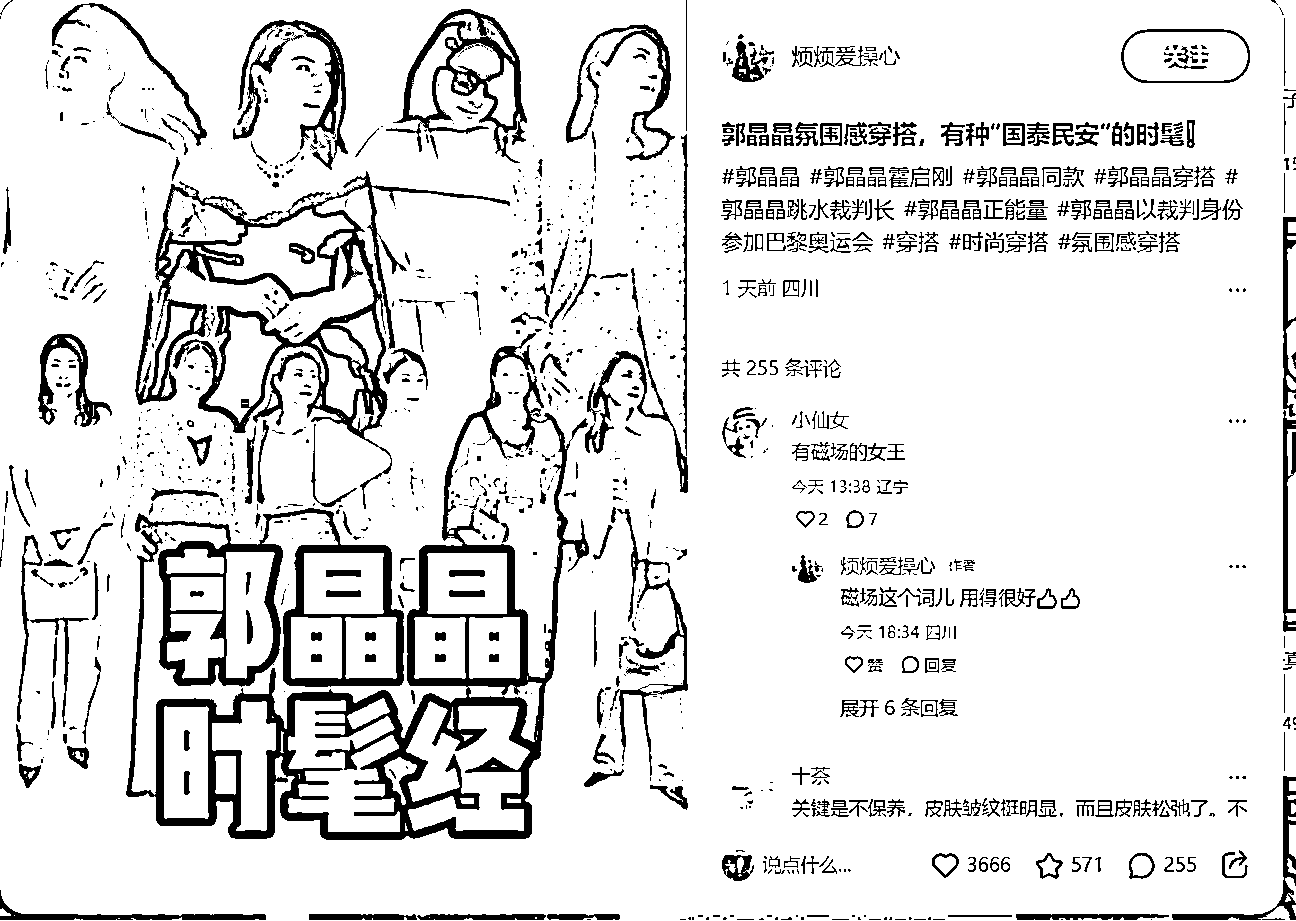 郭晶晶
时髦经
烦烦爱操心
关注
郭晶晶氛围感穿搭，有种“国泰民安”的时髦！
#郭晶晶 #郭晶晶霍启刚 #郭晶晶同款 #郭晶晶穿搭 #
郭晶晶跳水裁判长 #郭晶晶正能量 #郭晶晶以裁判身份
参加巴黎奥运会 #穿搭 #时尚穿搭 #氛围感穿搭
1 天前 四川
共 255 条评论
小仙女
有磁场的女王
今天 13:38 辽宁
2 7
烦烦爱操心 作者
磁场这个词儿 用得很好👍👍
今天 18:34 四川
赞 回复
展开 6 条回复
十茶
关键是不保养，皮肤皱纹挺明显，而且皮肤松弛了。不
说点什么... 3666 571 255